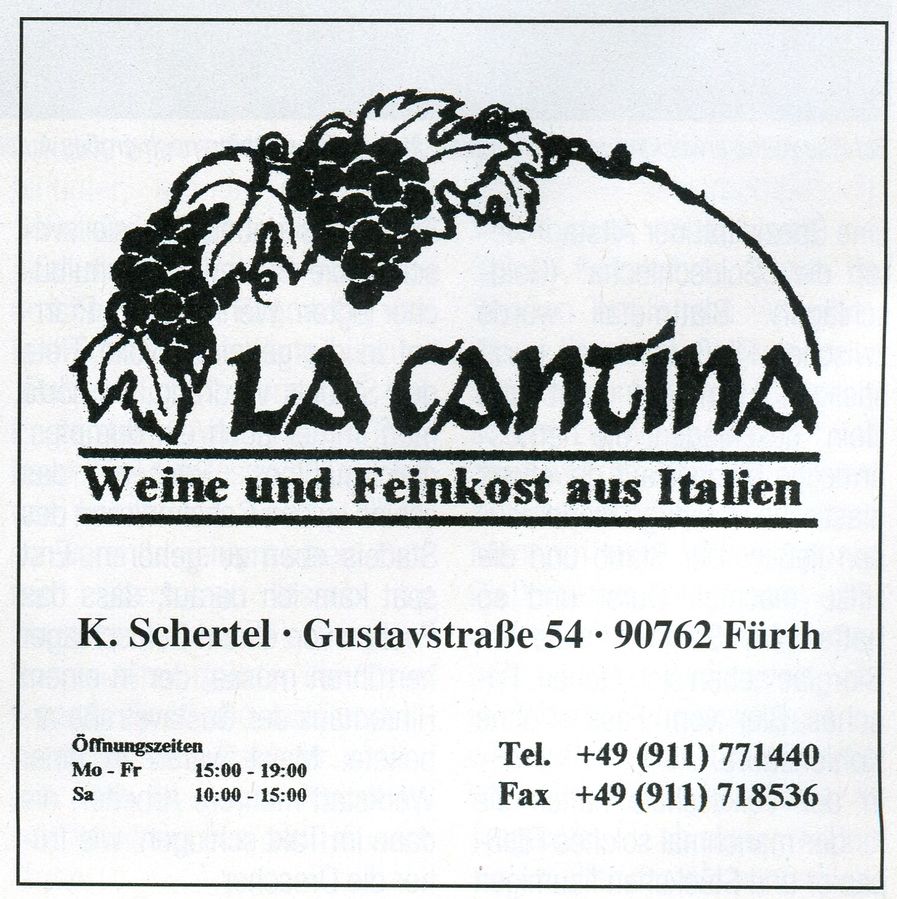 La Cantina
Weine und Feinkost aus Italien
K. Schertel · Gustavstraße 54 · 90762 Fürth
Öffnungszeiten
Mo - Fr 15:00 - 19:00
Sa 10:00 - 15:00
Tel. +49 (911) 771440
Fax +49 (911) 718536